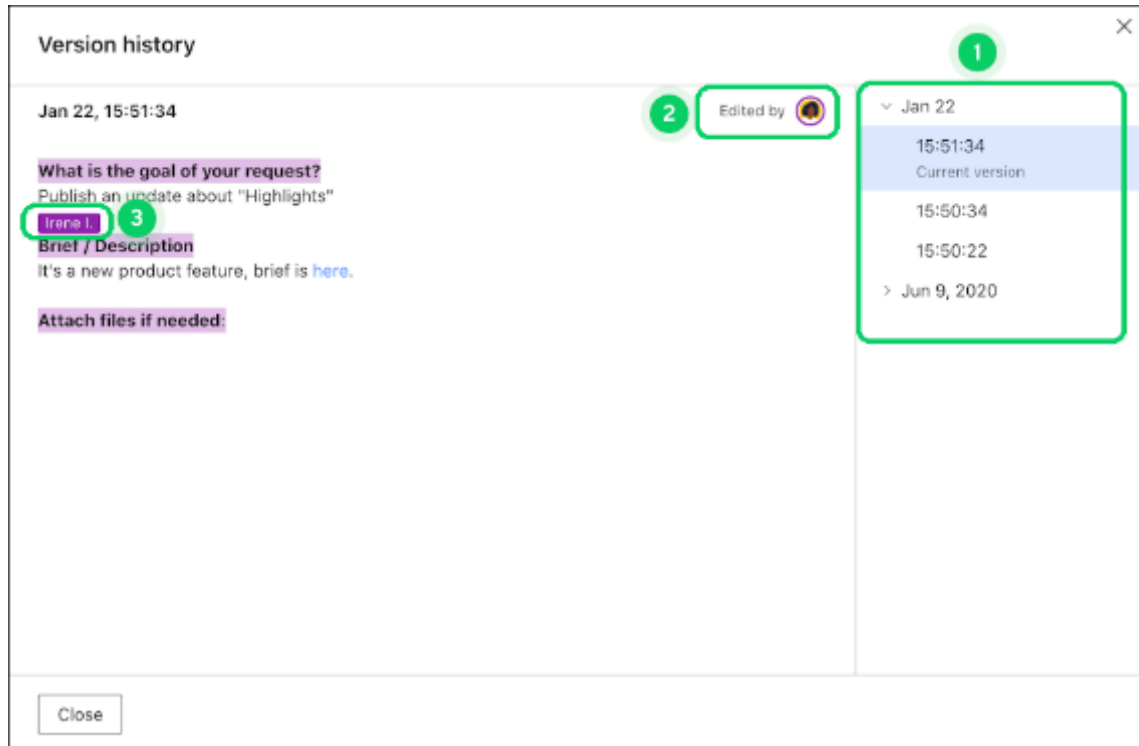 Version history
1
Jan 22, 15:51:34
2
Edited by
What is the goal of your request?
Publish an update about "Highlights"
Irene I.
3
Brief / Description
It's a new product feature, brief is here.
Attach files if needed:
Jan 22
15:51:34
Current version
15:50:34
15:50:22
Jun 9, 2020
Close